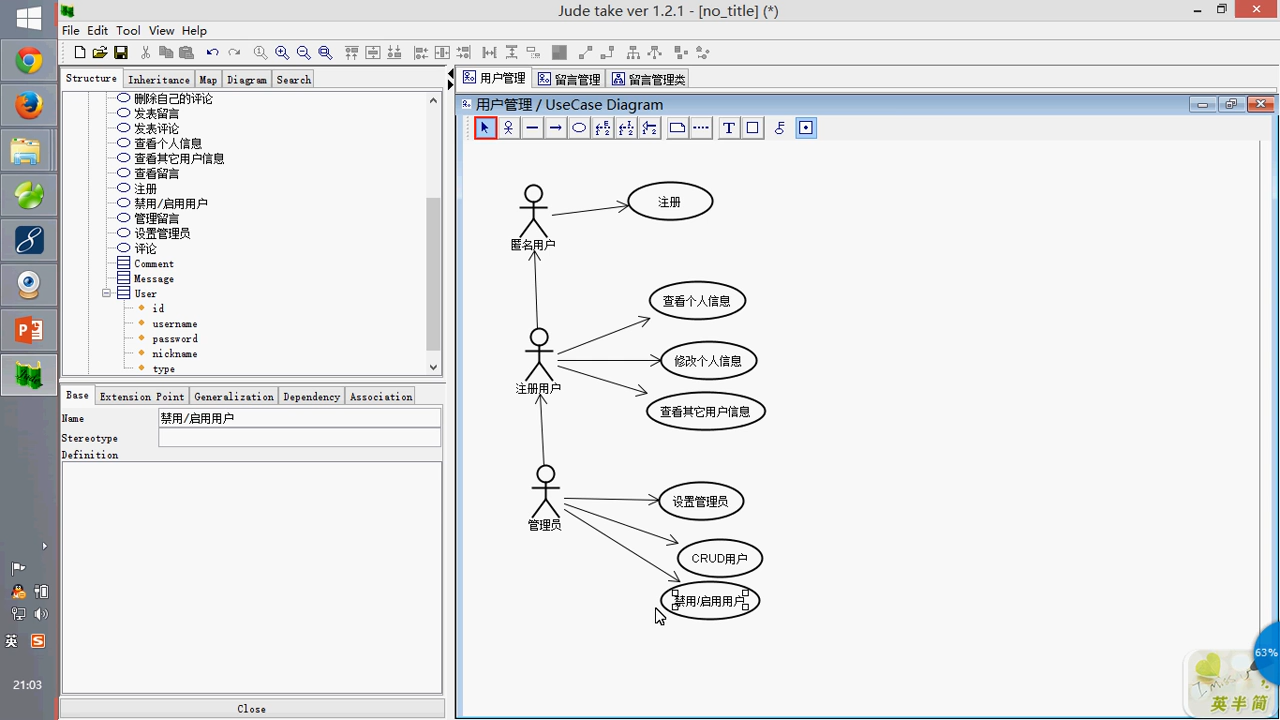 Jude take ver 1.2.1 - [no_title] (*)
File Edit Tool View Help
Structure Inheritance Map Diagram Search
删除自己的评论
发表留言
发表评论
查看个人信息
查看其它用户信息
查看留言
注册
禁用/启用用户
管理留言
设置管理员
评论
Comment
Message
User
id
username
password
nickname
type
Base Extension Point Generalization Dependency Association
Name 禁用/启用用户
Stereotype
Definition
Close
用户管理 留言管理 留言管理类
用户管理 / UseCase Diagram
T
匿名用户
注册
注册用户
查看个人信息
修改个人信息
查看其它用户信息
管理员
设置管理员
CRUD用户
禁用/启用用户
63%
英半简
英
21:03